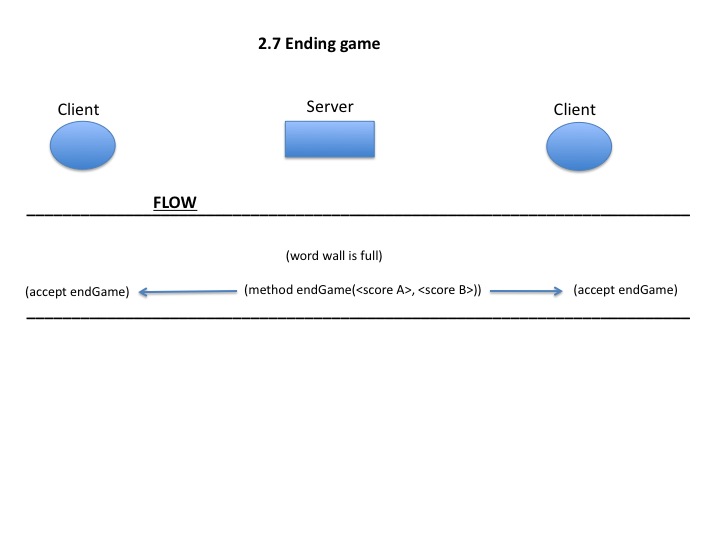 2.7 Ending game
Client
Server
Client
FLOW
(word wall is full)
(accept endGame)
(method endGame(<score A>, <score B>))
(accept endGame)